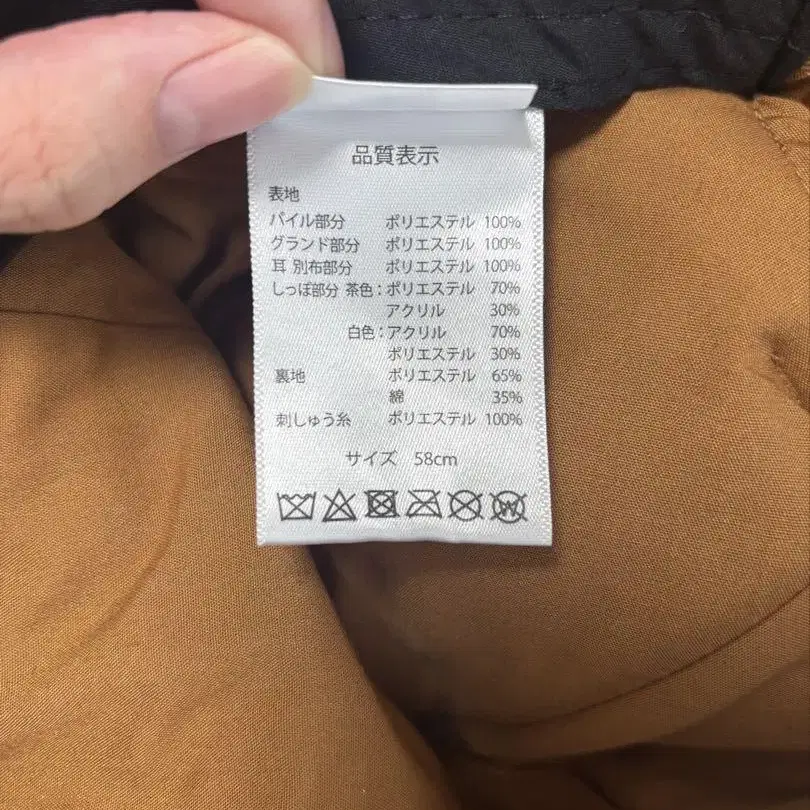 品質表示
表地
パイル部分 ポリエステル 100%
グランド部分 ポリエステル 100%
耳 別布部分 ポリエステル 100%
しっぽ部分 茶色：ポリエステル 70%
アクリル 30%
白色：アクリル 70%
ポリエステル 30%
裏地 ポリエステル 65%
綿 35%
刺しゅう糸 ポリエステル 100%
サイズ 58cm
W